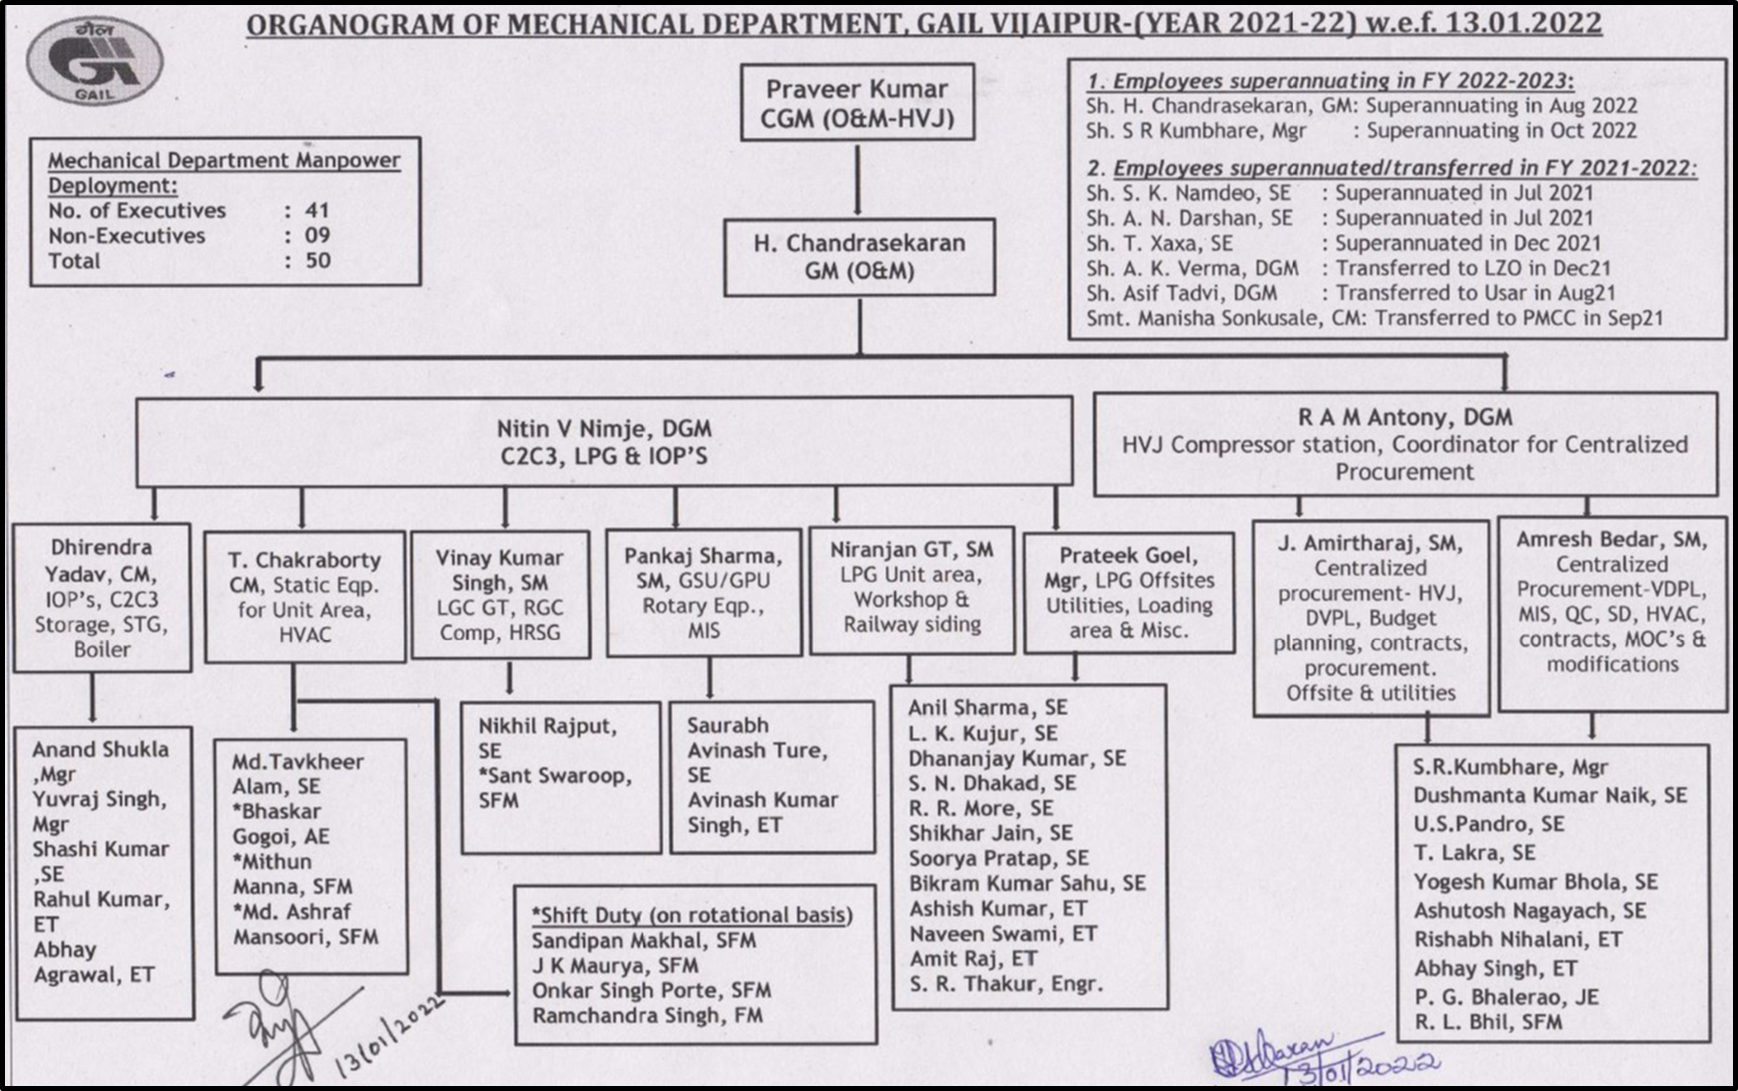 ORGANOGRAM OF MECHANICAL DEPARTMENT, GAIL VIJAIPUR-(YEAR 2021-22) w.e.f. 13.01.2022
गेल
GAIL
Praveer Kumar
CGM (O&M-HVJ)
1. Employees superannuating in FY 2022-2023:
Sh. H. Chandrasekaran, GM: Superannuating in Aug 2022
Sh. S R Kumbhare, Mgr : Superannuating in Oct 2022
2. Employees superannuated/transferred in FY 2021-2022:
Sh. S. K. Namdeo, SE : Superannuated in Jul 2021
Sh. A. N. Darshan, SE : Superannuated in Jul 2021
Sh. T. Xaxa, SE : Superannuated in Dec 2021
Sh. A. K. Verma, DGM : Transferred to LZO in Dec21
Sh. Asif Tadvi, DGM : Transferred to Usar in Aug21
Smt. Manisha Sonkusale, CM: Transferred to PMCC in Sep21
Mechanical Department Manpower
Deployment:
No. of Executives : 41
Non-Executives : 09
Total : 50
H. Chandrasekaran
GM (O&M)
Nitin V Nimje, DGM
C2C3, LPG & IOP'S
R A M Antony, DGM
HVJ Compressor station, Coordinator for Centralized
Procurement
Dhirendra
Yadav, CM,
IOP's, C2C3
Storage, STG,
Boiler
T. Chakraborty
CM, Static Eqp.
for Unit Area,
HVAC
Vinay Kumar
Singh, SM
LGC GT, RGC
Comp, HRSG
Pankaj Sharma,
SM, GSU/GPU
Rotary Eqp.,
MIS
Niranjan GT, SM
LPG Unit area,
Workshop &
Railway siding
Prateek Goel,
Mgr, LPG Offsites
Utilities, Loading
area & Misc.
J. Amirtharaj, SM,
Centralized
procurement- HVJ,
DVPL, Budget
planning, contracts,
procurement.
Offsite & utilities
Amresh Bedar, SM,
Centralized
Procurement-VDPL,
MIS, QC, SD, HVAC,
contracts, MOC's &
modifications
Anand Shukla
,Mgr
Yuvraj Singh,
Mgr
Shashi Kumar
,SE
Rahul Kumar,
ET
Abhay
Agrawal, ET
Md.Tavkheer
Alam, SE
*Bhaskar
Gogoi, AE
*Mithun
Manna, SFM
*Md. Ashraf
Mansoori, SFM
Nikhil Rajput,
SE
*Sant Swaroop,
SFM
Saurabh
Avinash Ture,
SE
Avinash Kumar
Singh, ET
*Shift Duty (on rotational basis)
Sandipan Makhal, SFM
J K Maurya, SFM
Onkar Singh Porte, SFM
Ramchandra Singh, FM
Anil Sharma, SE
L. K. Kujur, SE
Dhananjay Kumar, SE
S. N. Dhakad, SE
R. R. More, SE
Shikhar Jain, SE
Soorya Pratap, SE
Bikram Kumar Sahu, SE
Ashish Kumar, ET
Naveen Swami, ET
Amit Raj, ET
S. R. Thakur, Engr.
S.R.Kumbhare, Mgr
Dushmanta Kumar Naik, SE
U.S.Pandro, SE
T. Lakra, SE
Yogesh Kumar Bhola, SE
Ashutosh Nagayach, SE
Rishabh Nihalani, ET
Abhay Singh, ET
P. G. Bhalerao, JE
R. L. Bhil, SFM
13/01/2022
13/01/2022